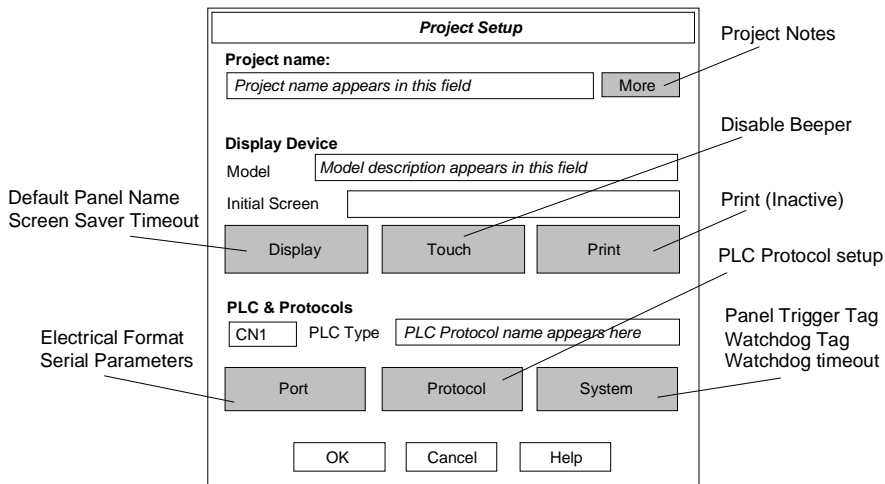 Project Setup
Project name:
Project name appears in this field
More
Project Notes
Disable Beeper
Display Device
Model
Model description appears in this field
Default Panel Name
Screen Saver Timeout
Initial Screen
Print (Inactive)
Display
Touch
Print
PLC Protocol setup
PLC & Protocols
CN1
PLC Type
PLC Protocol name appears here
Electrical Format
Serial Parameters
Panel Trigger Tag
Watchdog Tag
Watchdog timeout
Port
Protocol
System
OK
Cancel
Help